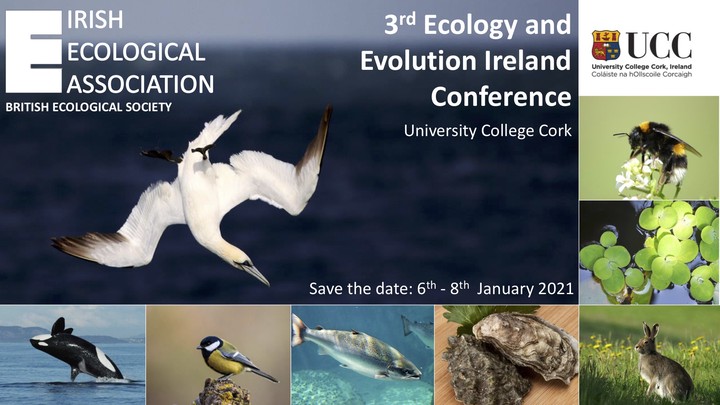 IRISH
ECOLOGICAL
ASSOCIATION
BRITISH ECOLOGICAL SOCIETY
3rd Ecology and
Evolution Ireland
Conference
University College Cork
UCC
University College Cork, Ireland
Coláiste na hOllscoile Corcaigh
Save the date: 6th - 8th January 2021